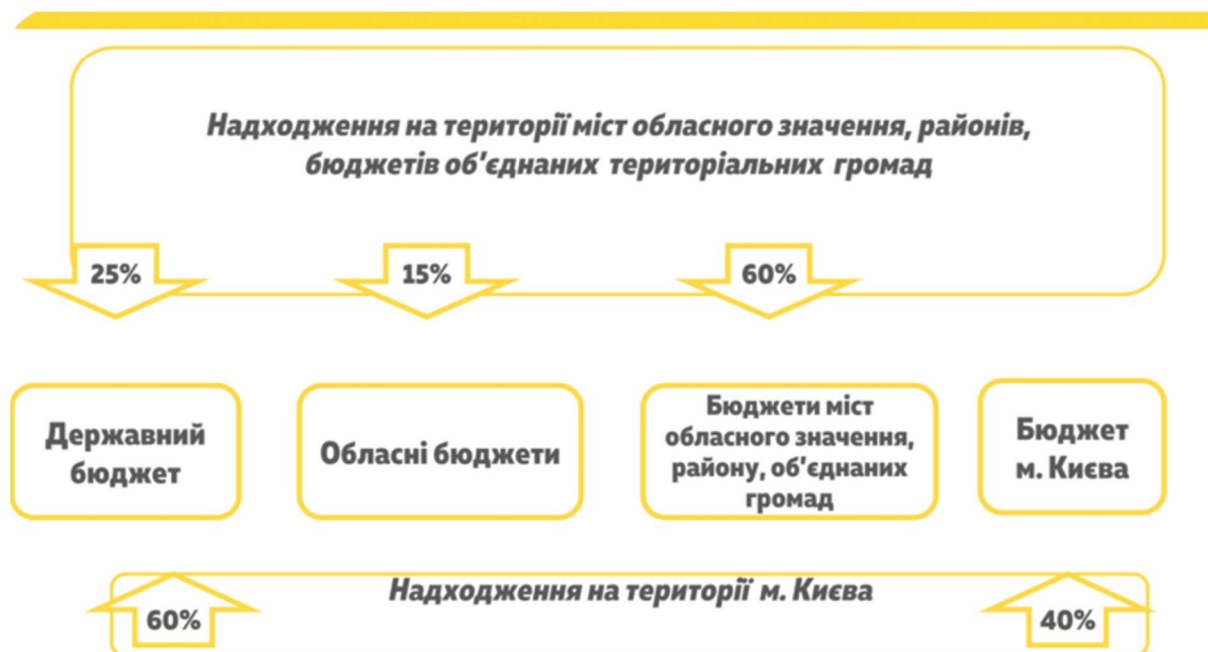 Надходження на території міст обласного значення, районів,
бюджетів об’єднаних територіальних громад
25%
15%
60%
Державний
бюджет
Обласні бюджети
Бюджети міст
обласного значення,
району, об’єднаних
громад
Бюджет
м. Києва
Надходження на території м. Києва
60%
40%